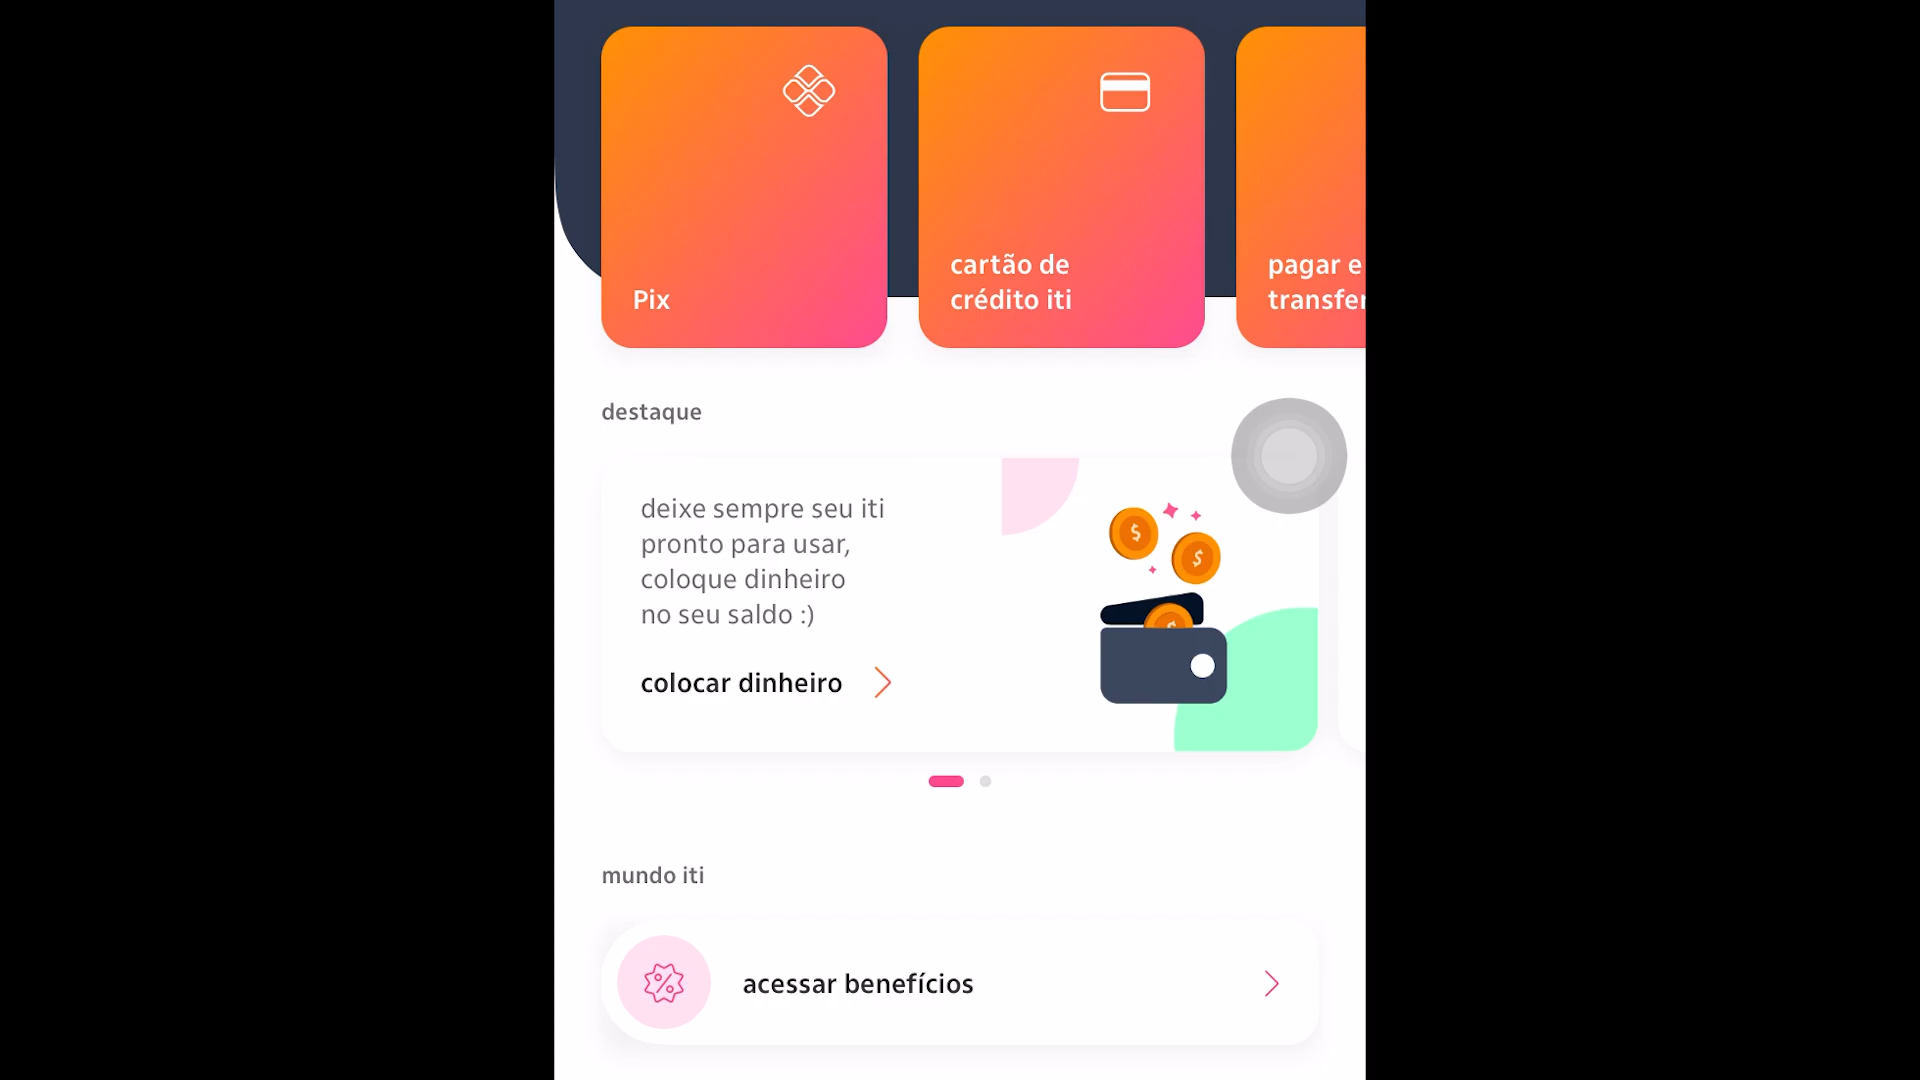 Pix
cartão de
crédito iti
pagar e
destaque
deixe sempre seu iti
pronto para usar,
coloque dinheiro
no seu saldo :)
colocar dinheiro
mundo iti
acessar benefícios